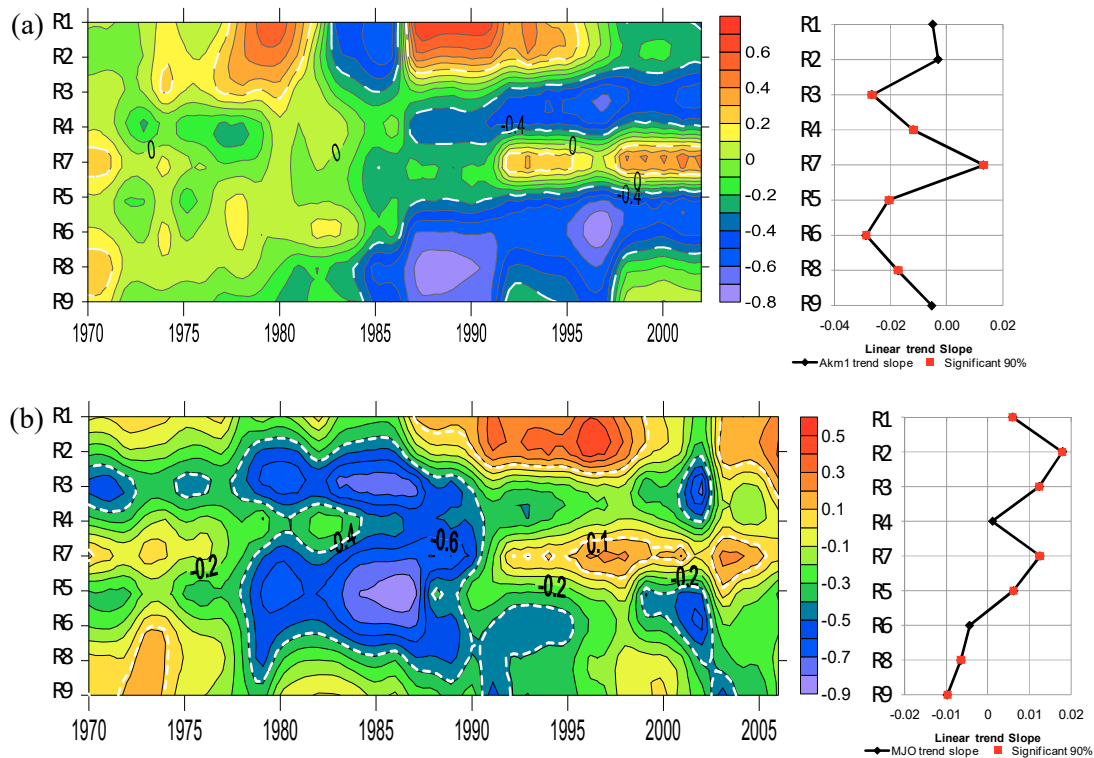 (a)
R1
R2
R3
R4
R7
R5
R6
R8
R9
0
0
-0.4
0
-0.4
1970 1975 1980 1985 1990 1995 2000
0.6
0.4
0.2
0
-0.2
-0.4
-0.6
-0.8
R1
R2
R3
R4
R7
R5
R6
R8
R9
-0.04 -0.02 0.00 0.02
Linear trend Slope
Akm1 trend slope Significant 90%
(b)
R1
R2
R3
R4
R7
R5
R6
R8
R9
-0.2
-0.6
0.1
-0.2
-0.2
1970 1975 1980 1985 1990 1995 2000 2005
0.5
0.3
0.1
-0.1
-0.3
-0.5
-0.7
-0.9
R1
R2
R3
R4
R7
R5
R6
R8
R9
-0.02 -0.01 0 0.01 0.02
Linear trend Slope
MJO trend slope Significant 90%